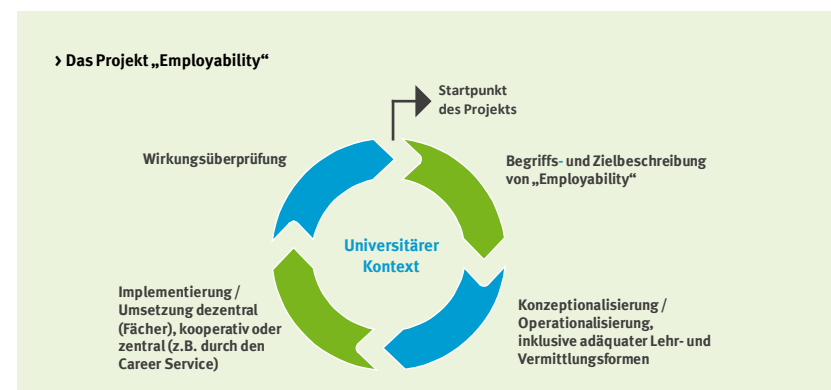 › Das Projekt „Employability“
Startpunkt
des Projekts
Begriffs- und Zielbeschreibung
von „Employability“
Konzeptionalisierung /
Operationalisierung,
inklusive adäquater Lehr- und
Vermittlungsformen
Implementierung /
Umsetzung dezentral
(Fächer), kooperativ oder
zentral (z.B. durch den
Career Service)
Wirkungsüberprüfung
Universitärer
Kontext